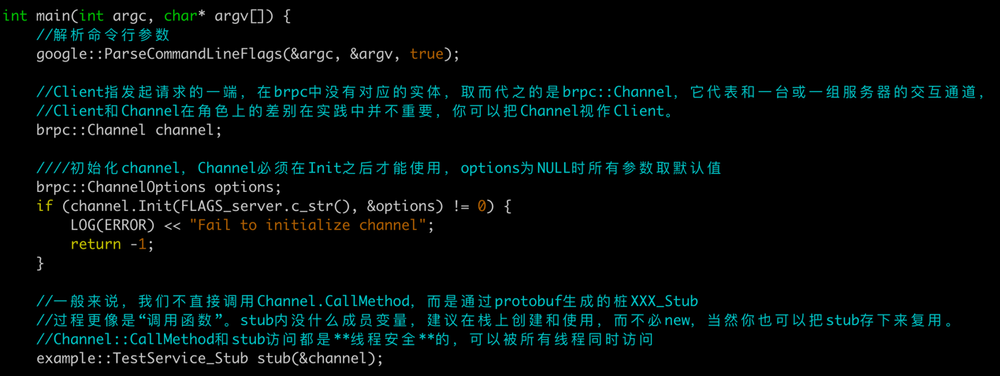 int main(int argc, char* argv[]) {
    //解析命令行参数
    google::ParseCommandLineFlags(&argc, &argv, true);

    //Client指发起请求的一端，在brpc中没有对应的实体，取而代之的是brpc::Channel，它代表和一台或一组服务器的交互通道，
    //Client和Channel在角色上的差别在实践中并不重要，你可以把Channel视作Client。
    brpc::Channel channel;

    ////初始化channel，Channel必须在Init之后才能使用，options为NULL时所有参数取默认值
    brpc::ChannelOptions options;
    if (channel.Init(FLAGS_server.c_str(), &options) != 0) {
        LOG(ERROR) << "Fail to initialize channel";
        return -1;
    }

    //一般来说，我们不直接调用Channel.CallMethod，而是通过protobuf生成的桩XXX_Stub
    //过程更像是“调用函数”。stub内没什么成员变量，建议在栈上创建和使用，而不必new，当然你也可以把stub存下来复用。
    //Channel::CallMethod和stub访问都是**线程安全**的，可以被所有线程同时访问
    example::TestService_Stub stub(&channel);